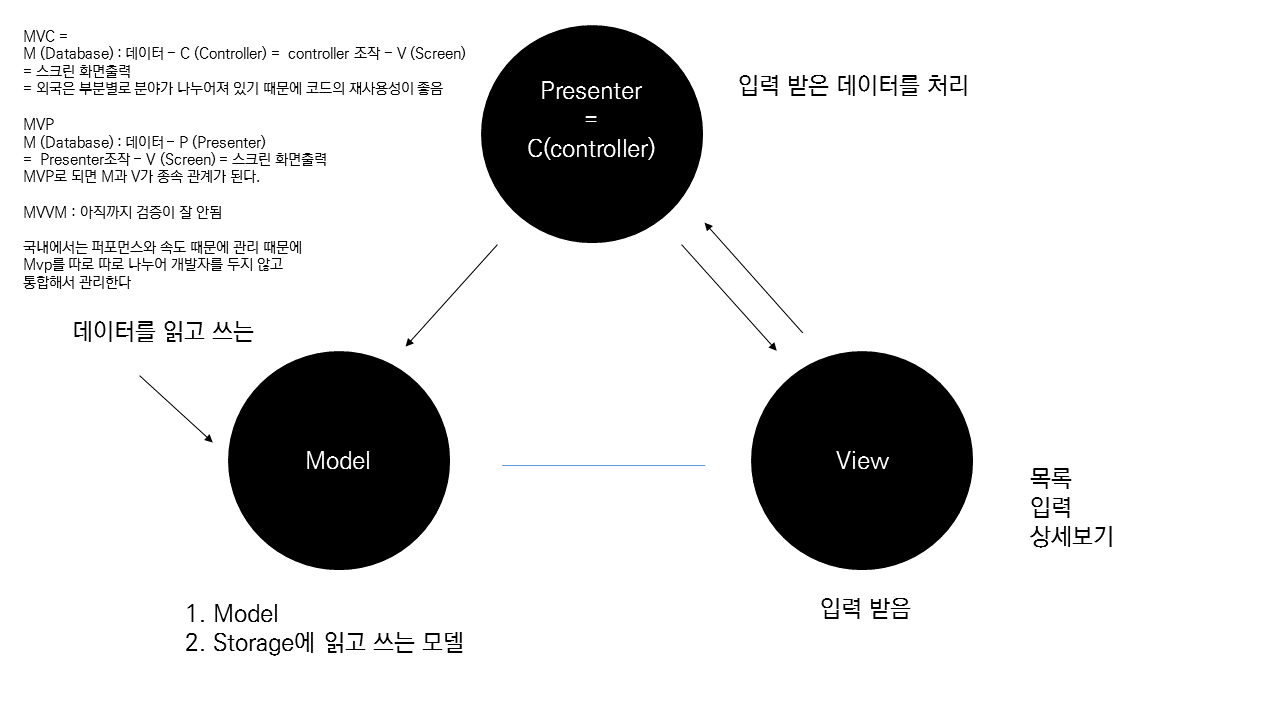 MVC =
M (Database) : 데이터 – C (Controller) =  controller 조작 – V (Screen)
= 스크린 화면출력
= 외국은 부분별로 분야가 나누어져 있기 때문에 코드의 재사용성이 좋음
MVP
M (Database) : 데이터 – P (Presenter)
=  Presenter조작 – V (Screen) = 스크린 화면출력
MVP로 되면 M과 V가 종속 관계가 된다.
MVVM : 아직까지 검증이 잘 안됨
국내에서는 퍼포먼스와 속도 때문에 관리 때문에
Mvp를 따로 따로 나누어 개발자를 두지 않고
통합해서 관리한다
Presenter
=
C(controller)
입력 받은 데이터를 처리
데이터를 읽고 쓰는
Model
View
목록
입력
상세보기
1. Model
2. Storage에 읽고 쓰는 모델
입력 받음